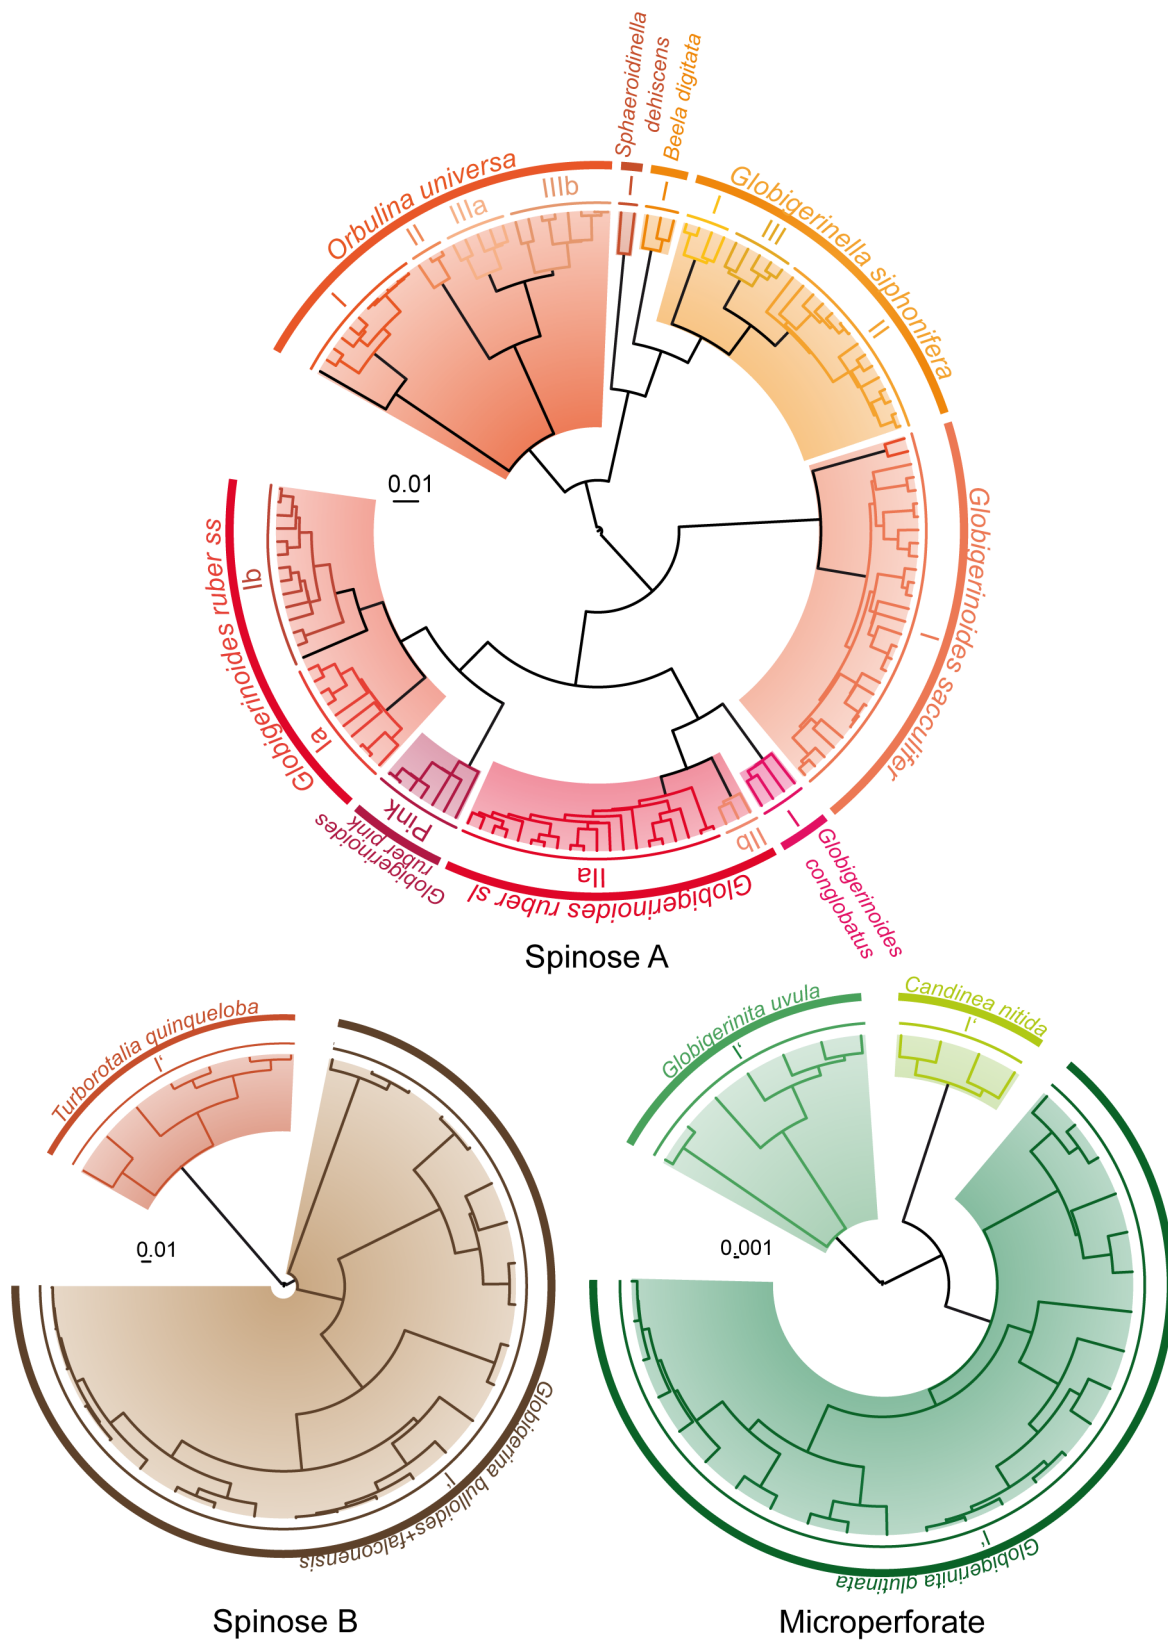 Sphaeroidinella
dehiscens
Beela digitata
Orbulina universa
I
II
IIIa
IIIb
I
I
Globigerinella siphonifera
I
III
II
Globigerinoides sacculifer
I
0.01
Globigerinoides ruber ss
Ib
Ia
Globigerinoides
ruber pink
Pink
Globigerinoides ruber sl
IIa
IIb
Globigerinoides
conglobatus
I
Spinose A
Turborotalia quinqueloba
I'
0.01
Globigerina bulloides+falconensis
I'
Spinose B
Globigerinita uvula
I'
Candinea nitida
I'
0.001
Globigerinita glutinata
I'
Microperforate